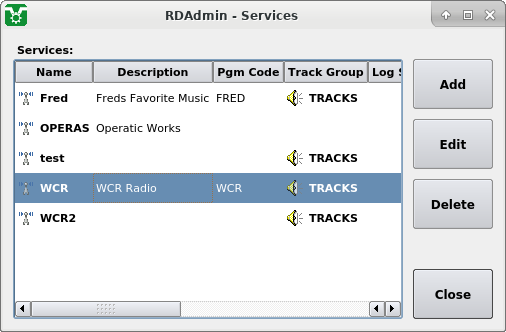 RDAdmin - Services
Services:
Name Description Pgm Code Track Group Log S
Fred Freds Favorite Music FRED TRACKS
OPERAS Operatic Works
test TRACKS
WCR WCR Radio WCR TRACKS
WCR2 TRACKS
Add
Edit
Delete
Close